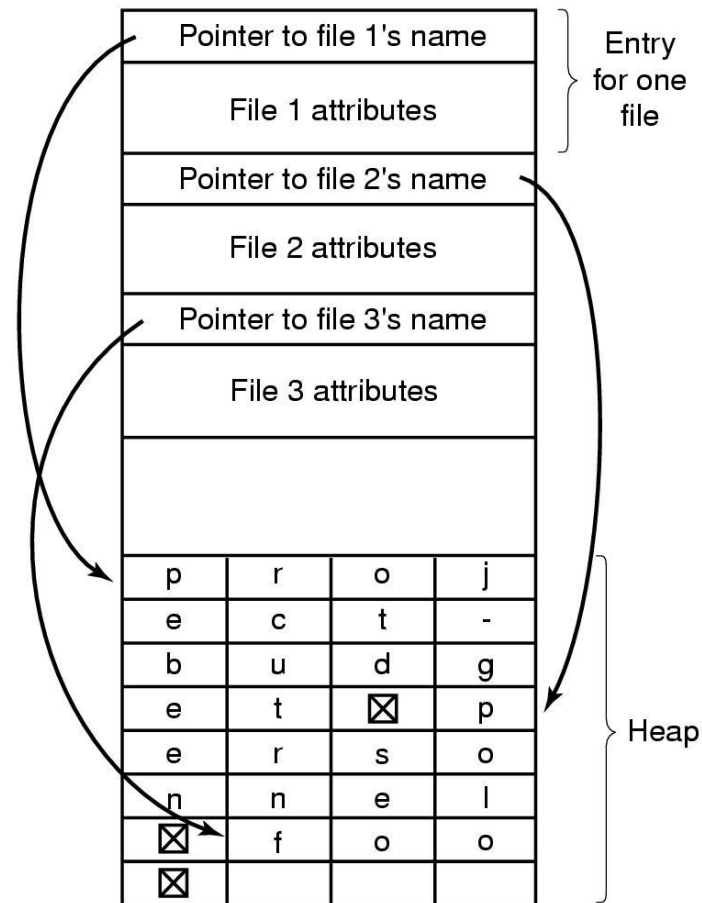 Pointer to file 1's name
File 1 attributes
Entry
for one
file
Pointer to file 2's name
File 2 attributes
Pointer to file 3's name
File 3 attributes
p r o j
e c t -
b u d g
e t ☒ p
e r s o
n n e l
☒ f o o
☒
Heap